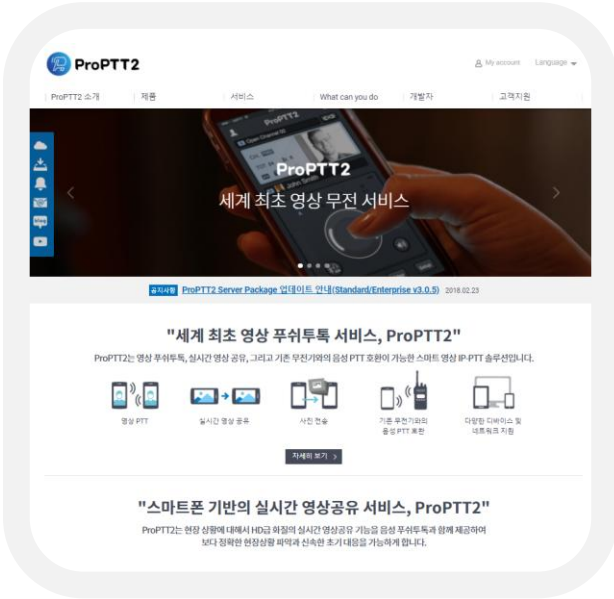 ProPTT2
My account
Language
ProPTT2 소개
제품
서비스
What can you do
개발자
고객지원
ProPTT2
ProPTT2
세계 최초 영상 무전 서비스
공지사항 ProPTT2 Server Package 업데이트 안내(Standard/Enterprise v3.0.5) 2018.02.23
"세계 최초 영상 푸쉬투톡 서비스, ProPTT2"
ProPTT2는 영상 푸쉬투톡, 실시간 영상 공유, 그리고 기존 무전기와의 음성 PTT 호환이 가능한 스마트 영상 IP-PTT 솔루션입니다.
영상 PTT
실시간 영상 공유
사진 전송
기존 무전기와의
음성 PTT 호환
다양한 디바이스 및
네트워크 지원
자세히 보기 >
"스마트폰 기반의 실시간 영상공유 서비스, ProPTT2"
ProPTT2는 현장 상황에 대해서 HD급 화질의 실시간 영상공유 기능을 음성 푸쉬투톡과 함께 제공하여
보다 정확한 현장상황 파악과 신속한 초기 대응을 가능하게 합니다.